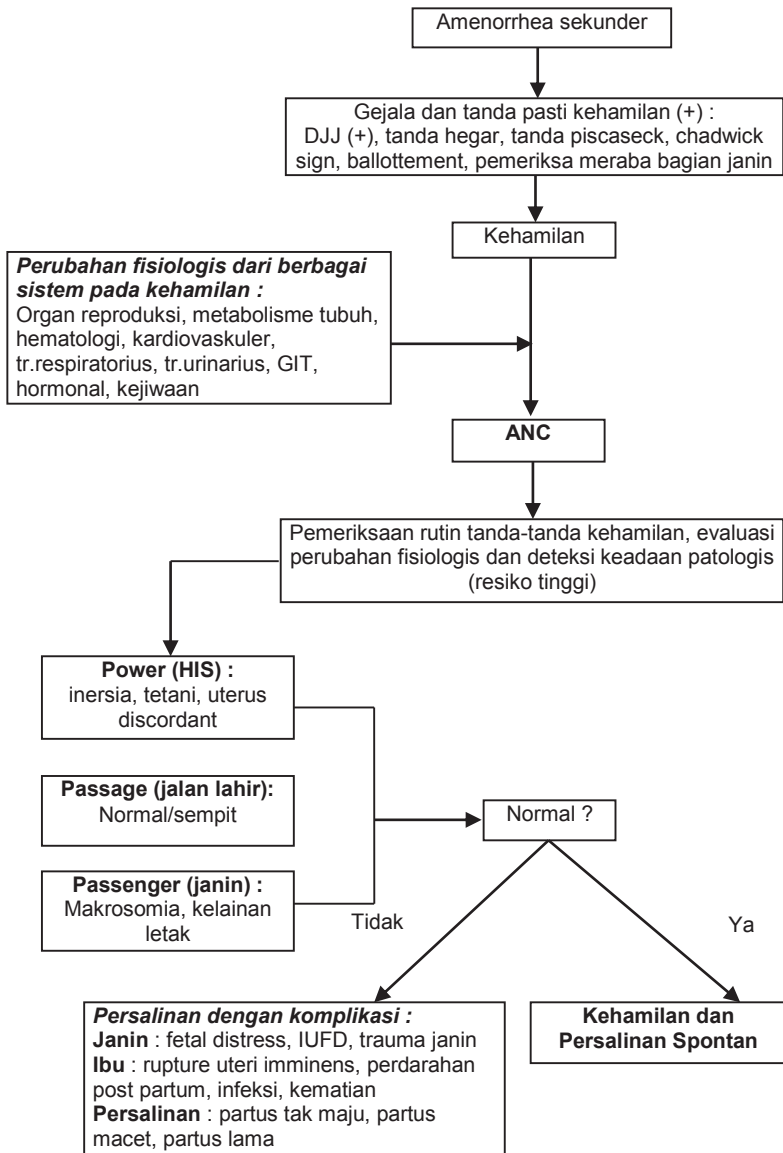 Amenorrhea sekunder
Gejala dan tanda pasti kehamilan (+) :
DJJ (+), tanda hegar, tanda piscaseck, chadwick
sign, ballottement, pemeriksa meraba bagian janin
Kehamilan
Perubahan fisiologis dari berbagai
sistem pada kehamilan :
Organ reproduksi, metabolisme tubuh,
hematologi, kardiovaskuler,
tr.respiratorius, tr.urinarius, GIT,
hormonal, kejiwaan
ANC
Pemeriksaan rutin tanda-tanda kehamilan, evaluasi
perubahan fisiologis dan deteksi keadaan patologis
(resiko tinggi)
Power (HIS) :
inersia, tetani, uterus
discordant
Passage (jalan lahir):
Normal/sempit
Passenger (janin) :
Makrosomia, kelainan
letak
Normal ?
Tidak
Ya
Persalinan dengan komplikasi :
Janin : fetal distress, IUFD, trauma janin
Ibu : rupture uteri imminens, perdarahan
post partum, infeksi, kematian
Persalinan : partus tak maju, partus
macet, partus lama
Kehamilan dan
Persalinan Spontan